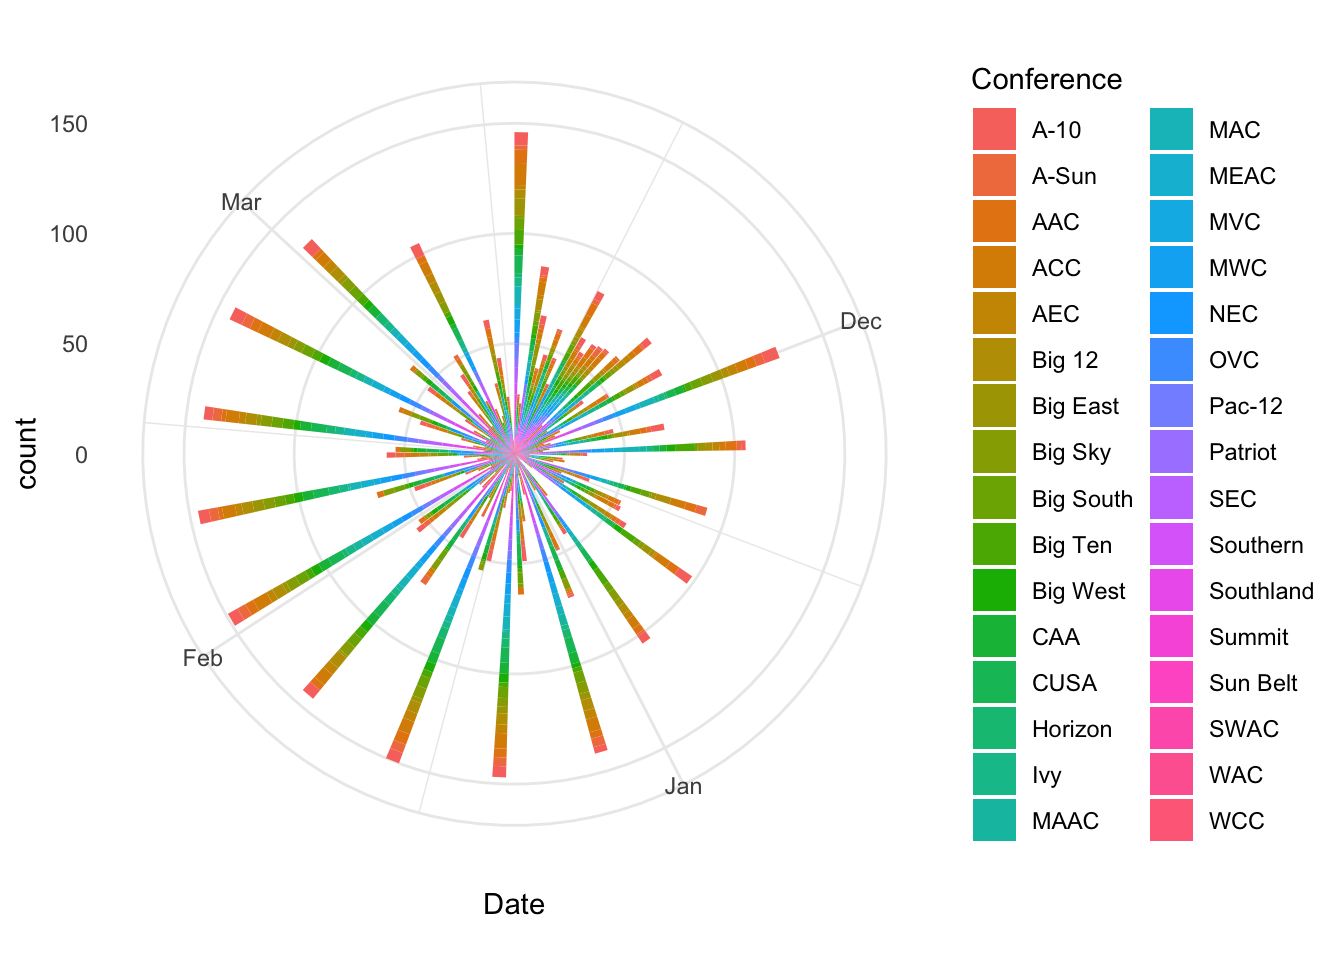 150
100
50
0
count
Mar
Dec
Feb
Jan
Date
Conference
A-10
A-Sun
AAC
ACC
AEC
Big 12
Big East
Big Sky
Big South
Big Ten
Big West
CAA
CUSA
Horizon
Ivy
MAAC
MAC
MEAC
MVC
MWC
NEC
OVC
Pac-12
Patriot
SEC
Southern
Southland
Summit
Sun Belt
SWAC
WAC
WCC